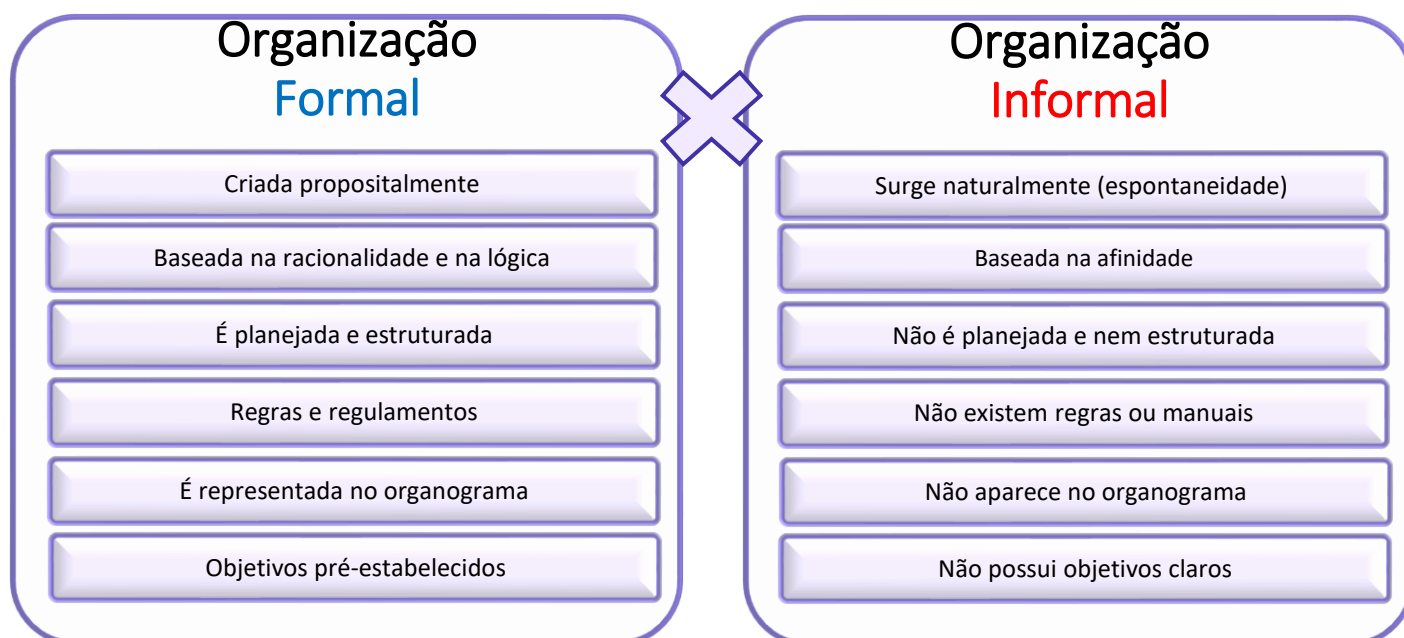 Organização
Formal
Criada propositalmente
Baseada na racionalidade e na lógica
É planejada e estruturada
Regras e regulamentos
É representada no organograma
Objetivos pré-estabelecidos
Organização
Informal
Surge naturalmente (espontaneidade)
Baseada na afinidade
Não é planejada e nem estruturada
Não existem regras ou manuais
Não aparece no organograma
Não possui objetivos claros